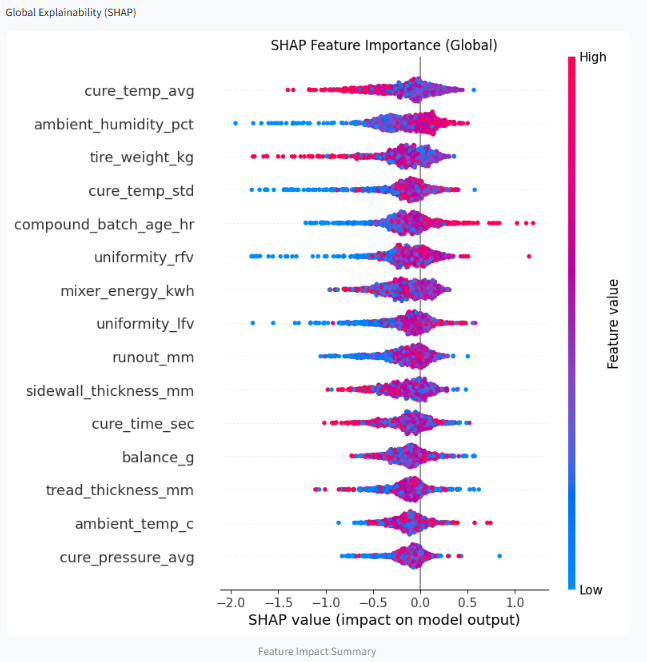 Global Explainability (SHAP)
SHAP Feature Importance (Global)
High
cure_temp_avg
ambient_humidity_pct
tire_weight_kg
cure_temp_std
compound_batch_age_hr
uniformity_rfv
mixer_energy_kwh
uniformity_lfv
runout_mm
sidewall_thickness_mm
cure_time_sec
balance_g
tread_thickness_mm
ambient_temp_c
cure_pressure_avg
Feature value
Low
−2.0 −1.5 −1.0 −0.5 0.0 0.5 1.0
SHAP value (impact on model output)
Feature Impact Summary